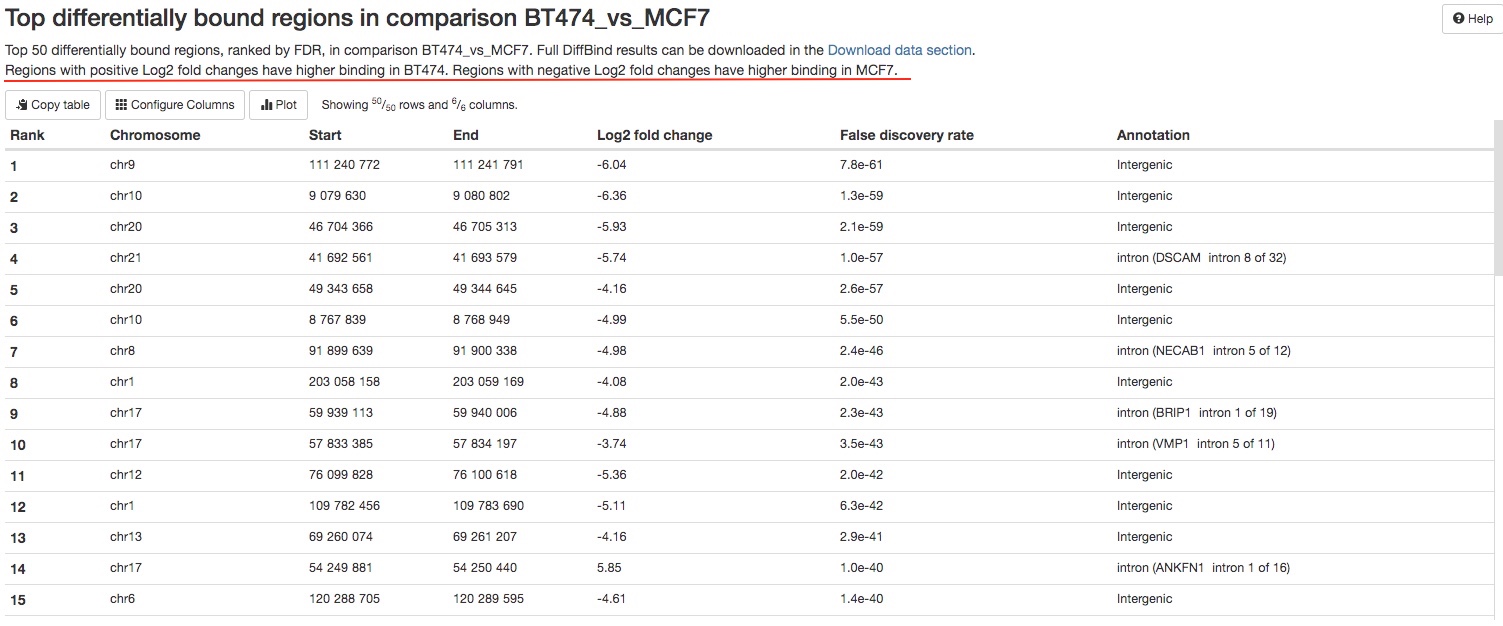 Top differentially bound regions in comparison BT474_vs_MCF7
Help
Top 50 differentially bound regions, ranked by FDR, in comparison BT474_vs_MCF7. Full DiffBind results can be downloaded in the Download data section.
Regions with positive Log2 fold changes have higher binding in BT474. Regions with negative Log2 fold changes have higher binding in MCF7.
Copy table Configure Columns Plot Showing 50/50 rows and 6/6 columns.
Rank Chromosome Start End Log2 fold change False discovery rate Annotation
1 chr9 111 240 772 111 241 791 -6.04 7.8e-61 Intergenic
2 chr10 9 079 630 9 080 802 -6.36 1.3e-59 Intergenic
3 chr20 46 704 366 46 705 313 -5.93 2.1e-59 Intergenic
4 chr21 41 692 561 41 693 579 -5.74 1.0e-57 intron (DSCAM intron 8 of 32)
5 chr20 49 343 658 49 344 645 -4.16 2.6e-57 Intergenic
6 chr10 8 767 839 8 768 949 -4.99 5.5e-50 Intergenic
7 chr8 91 899 639 91 900 338 -4.98 2.4e-46 intron (NECAB1 intron 5 of 12)
8 chr1 203 058 158 203 059 169 -4.08 2.0e-43 Intergenic
9 chr17 59 939 113 59 940 006 -4.88 2.3e-43 intron (BRIP1 intron 1 of 19)
10 chr17 57 833 385 57 834 197 -3.74 3.5e-43 intron (VMP1 intron 5 of 11)
11 chr12 76 099 828 76 100 618 -5.36 2.0e-42 Intergenic
12 chr1 109 782 456 109 783 690 -5.11 6.3e-42 Intergenic
13 chr13 69 260 074 69 261 207 -4.16 2.9e-41 Intergenic
14 chr17 54 249 881 54 250 440 5.85 1.0e-40 intron (ANKFN1 intron 1 of 16)
15 chr6 120 288 705 120 289 595 -4.61 1.4e-40 Intergenic